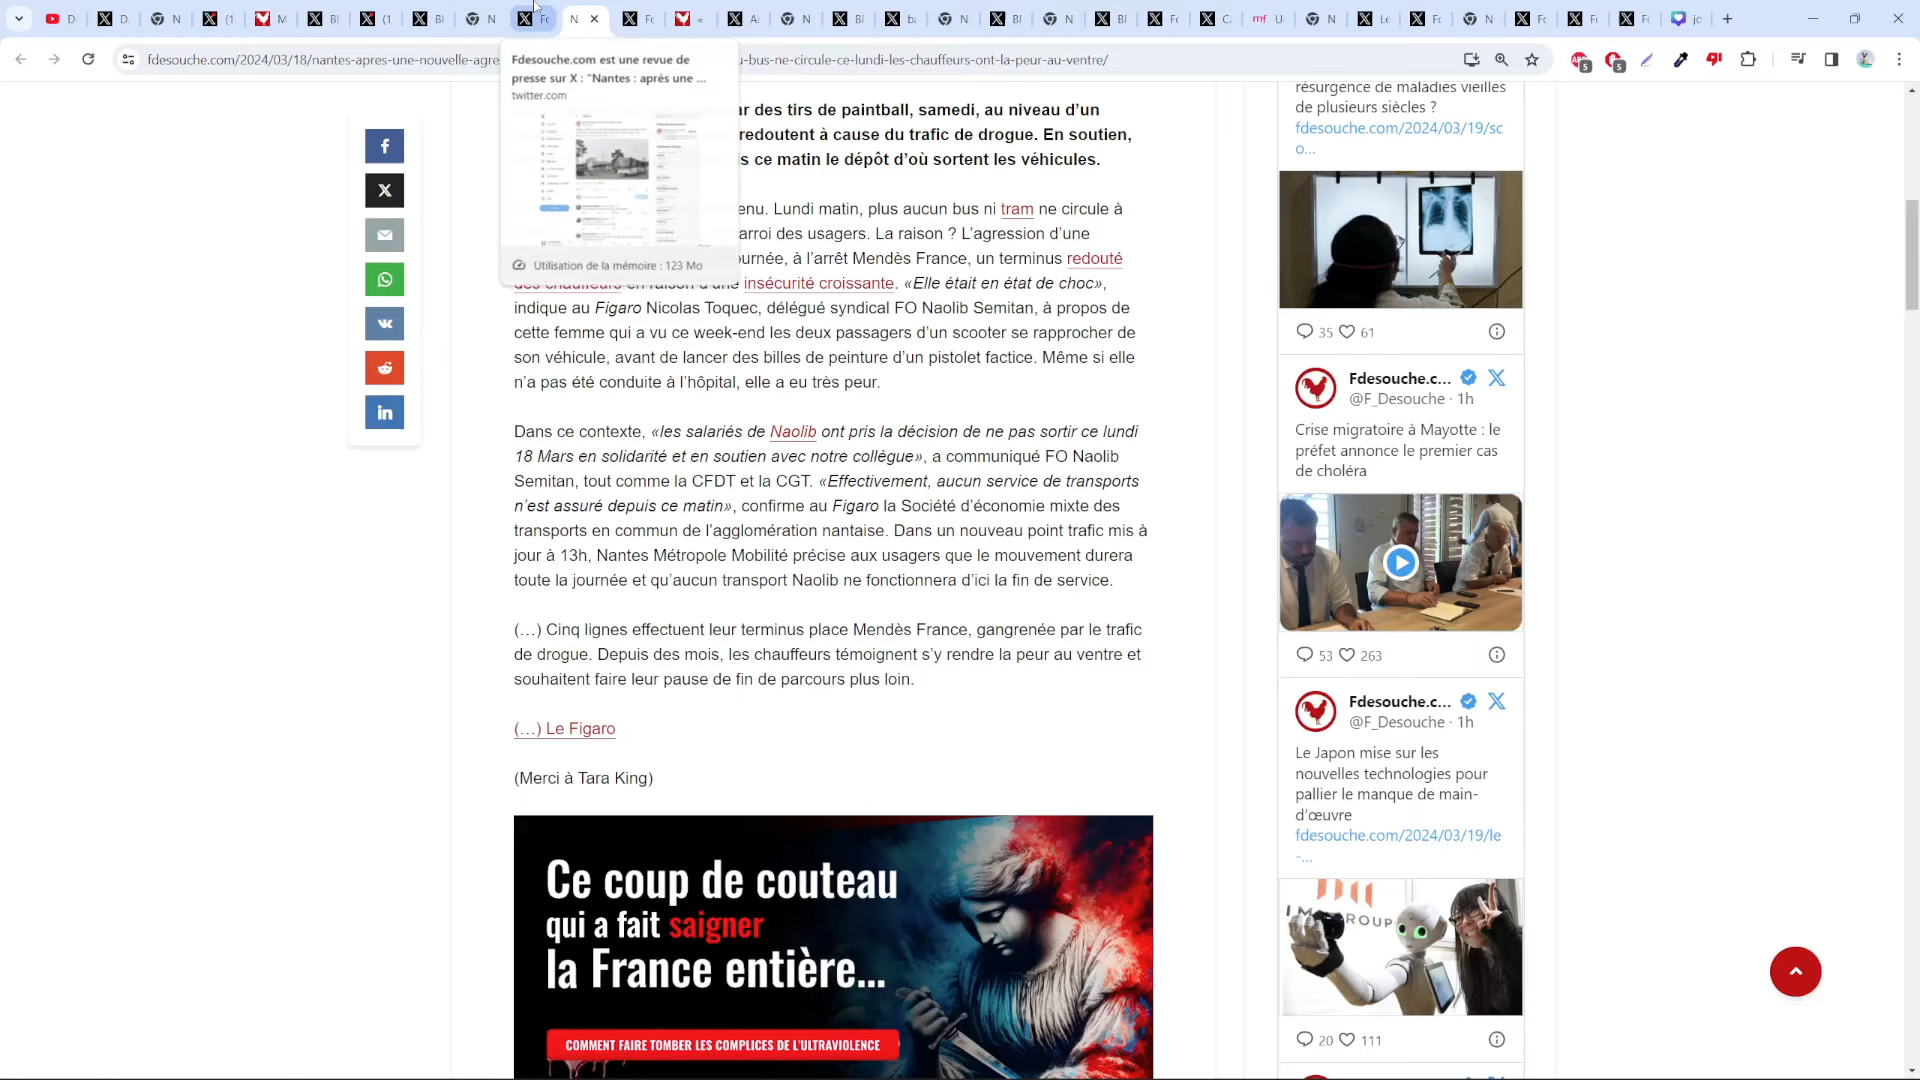 fdesouche.com/2024/03/18/nantes-apres-une-nouvelle-agre
u-bus-ne-circule-ce-lundi-les-chauffeurs-ont-la-peur-au-ventre/
Fdesouche.com est une revue de
presse sur X : "Nantes : après une ...
twitter.com
Utilisation de la mémoire : 123 Mo
ar des tirs de paintball, samedi, au niveau d'un
redoutent à cause du trafic de drogue. En soutien,
s ce matin le dépôt d'où sortent les véhicules.
enu. Lundi matin, plus aucun bus ni tram ne circule à
arroi des usagers. La raison ? L'agression d'une
ournée, à l'arrêt Mendès France, un terminus redouté
des chauffeurs en raison d'une insécurité croissante. «Elle était en état de choc»,
indique au Figaro Nicolas Toquec, délégué syndical FO Naolib Semitan, à propos de
cette femme qui a vu ce week-end les deux passagers d'un scooter se rapprocher de
son véhicule, avant de lancer des billes de peinture d'un pistolet factice. Même si elle
n'a pas été conduite à l'hôpital, elle a eu très peur.
Dans ce contexte, «les salariés de Naolib ont pris la décision de ne pas sortir ce lundi
18 Mars en solidarité et en soutien avec notre collègue», a communiqué FO Naolib
Semitan, tout comme la CFDT et la CGT. «Effectivement, aucun service de transports
n'est assuré depuis ce matin», confirme au Figaro la Société d'économie mixte des
transports en commun de l'agglomération nantaise. Dans un nouveau point trafic mis à
jour à 13h, Nantes Métropole Mobilité précise aux usagers que le mouvement durera
toute la journée et qu'aucun transport Naolib ne fonctionnera d'ici la fin de service.
(…) Cinq lignes effectuent leur terminus place Mendès France, gangrenée par le trafic
de drogue. Depuis des mois, les chauffeurs témoignent s'y rendre la peur au ventre et
souhaitent faire leur pause de fin de parcours plus loin.
(…) Le Figaro
(Merci à Tara King)
Ce coup de couteau
qui a fait saigner
la France entière...
COMMENT FAIRE TOMBER LES COMPLICES DE L'ULTRAVIOLENCE
résurgence de maladies vieilles
de plusieurs siècles ?
fdesouche.com/2024/03/19/sc
o...
35 61
Fdesouche.c...
@F_Desouche · 1h
Crise migratoire à Mayotte : le
préfet annonce le premier cas
de choléra
53 263
Fdesouche.c...
@F_Desouche · 1h
Le Japon mise sur les
nouvelles technologies pour
pallier le manque de main-
d'œuvre
fdesouche.com/2024/03/19/le
-...
20 111